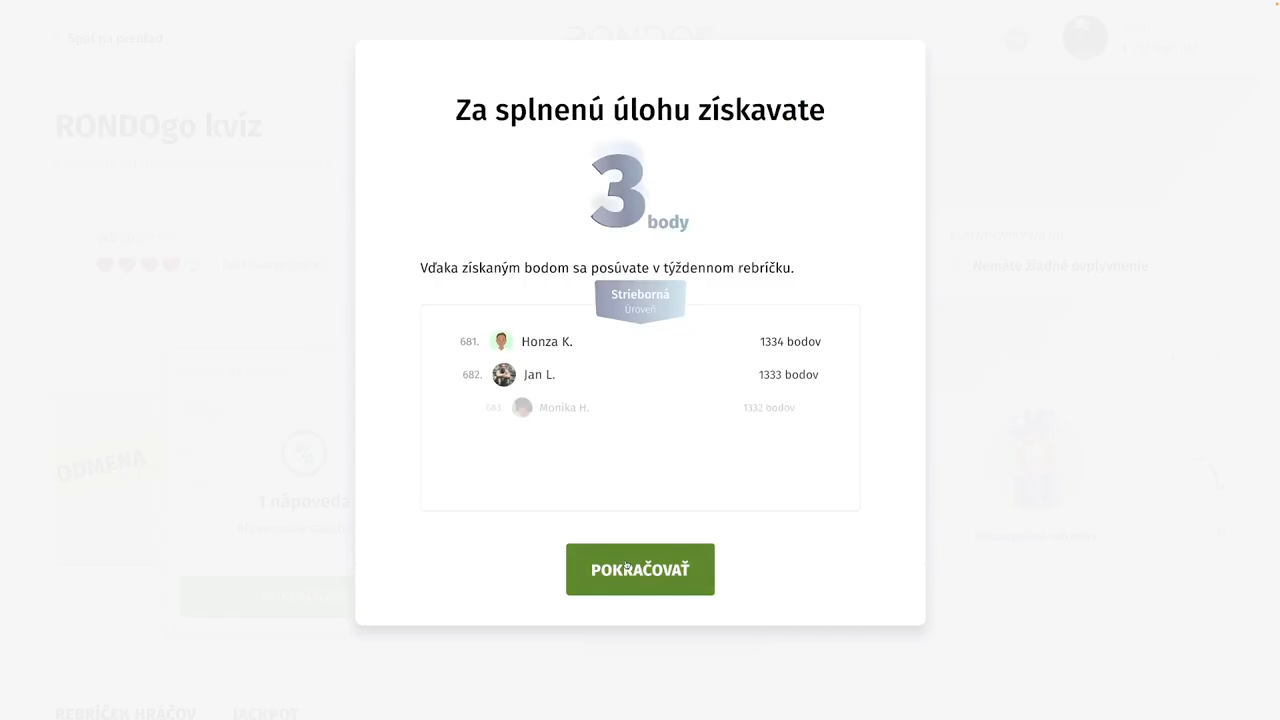 Späť na prehľad
RONDO
RONDOgo kvíz
Za splnenú úlohu získavate
3 body
Vďaka získaným bodom sa posúvate v týždennom rebríčku.
Nemáte žiadne ovplyvnenie
Strieborná
Úroveň
681. Honza K. 1334 bodov
682. Jan L. 1333 bodov
683. Monika H. 1332 bodov
ODMENA
1 nápoveda
POKRAČOVAŤ
REBRÍČEK HRÁČOV JACKPOT